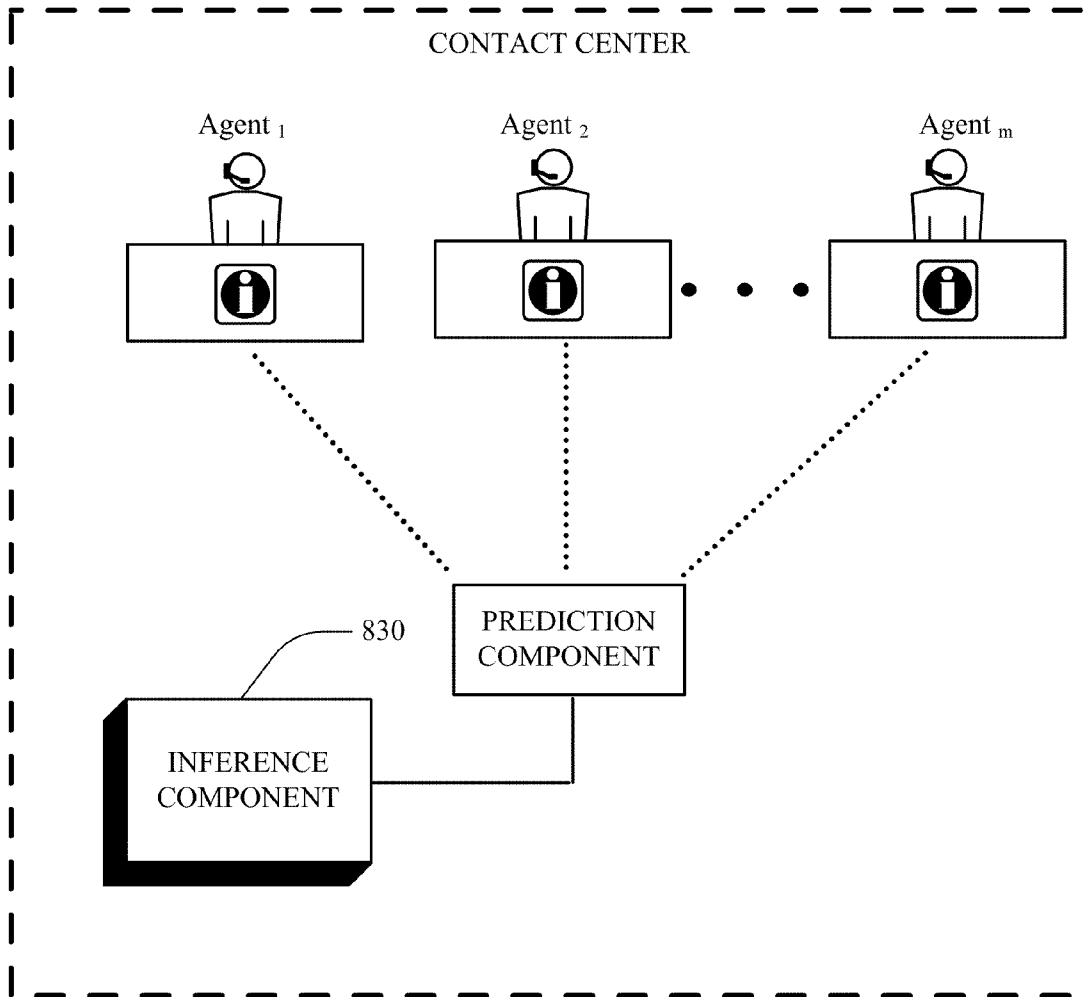 CONTACT CENTER
Agent 1
Agent 2
Agent m
PREDICTION
COMPONENT
830
INFERENCE
COMPONENT